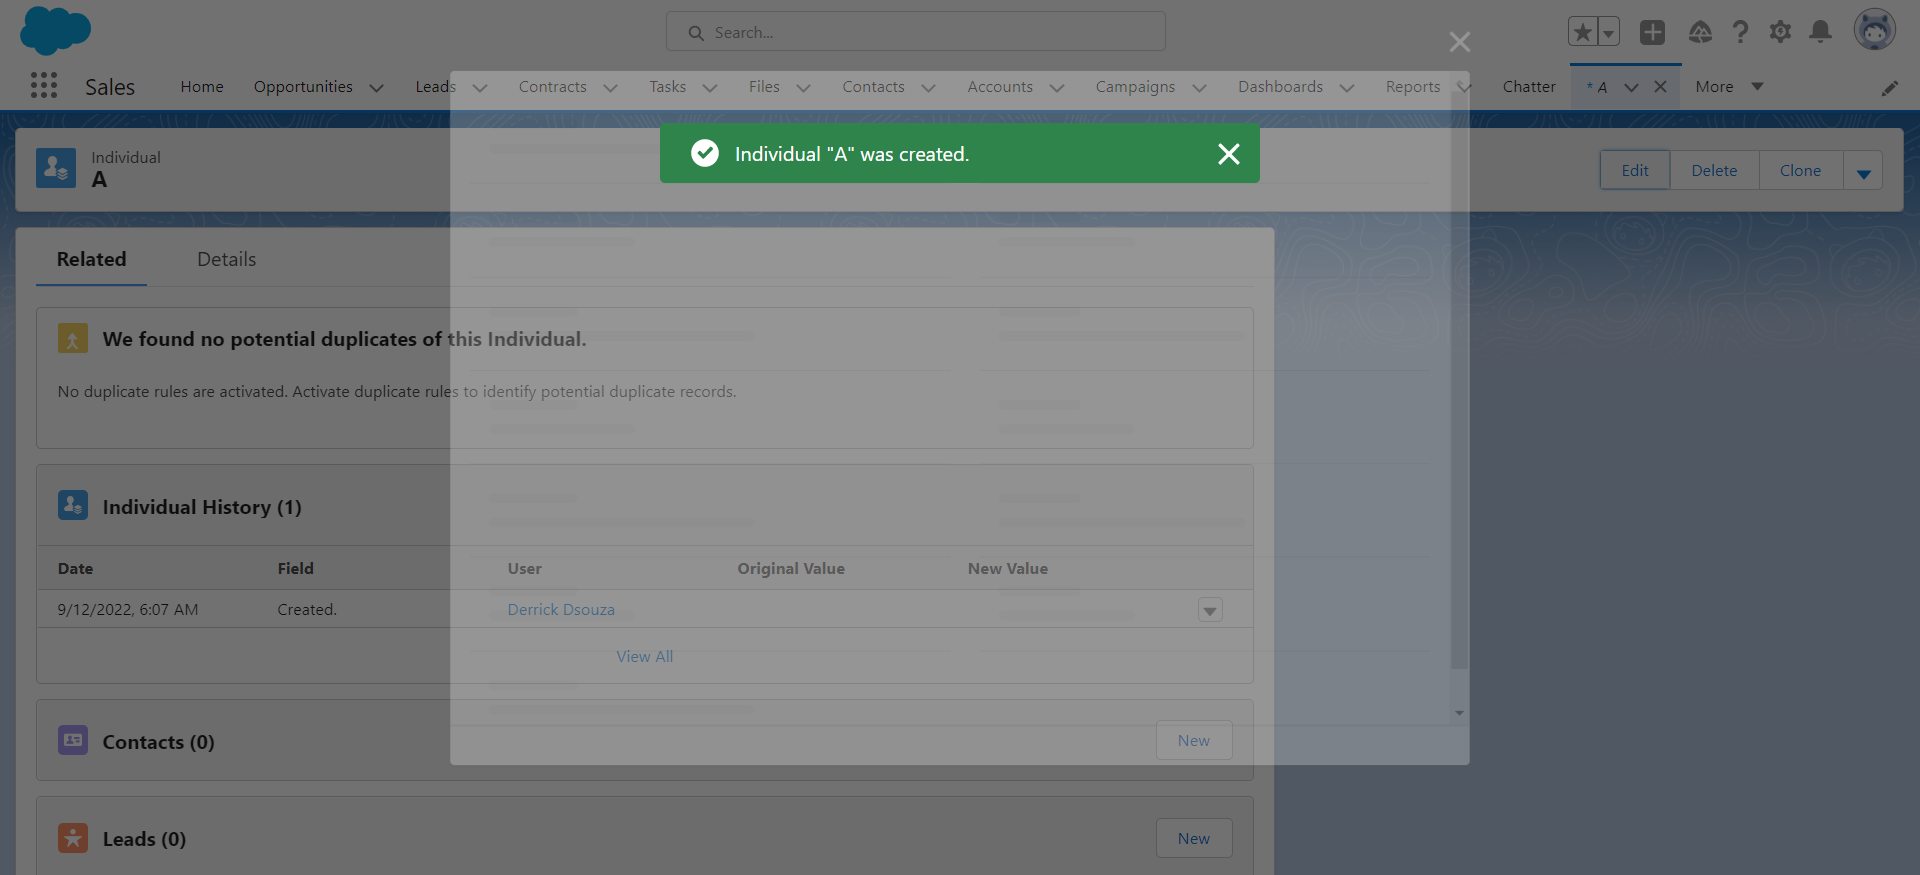 Search...
Sales
Home
Opportunities
Leads
Contracts
Tasks
Files
Contacts
Accounts
Campaigns
Dashboards
Reports
Chatter
* A
More
Individual "A" was created.
Individual
A
Edit
Delete
Clone
Related
Details
We found no potential duplicates of this Individual.
No duplicate rules are activated. Activate duplicate rules to identify potential duplicate records.
Individual History (1)
Date
Field
User
Original Value
New Value
9/12/2022, 6:07 AM
Created.
Derrick Dsouza
View All
Contacts (0)
New
Leads (0)
New